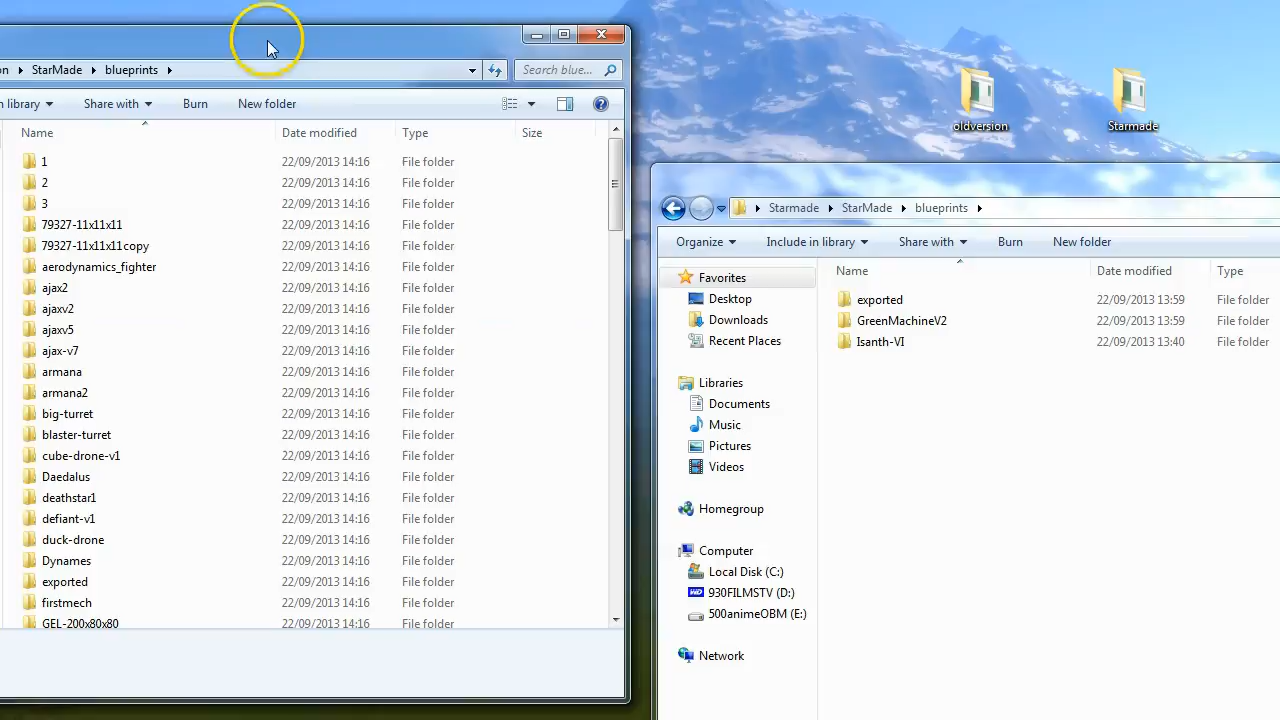 n ▸ StarMade ▸ blueprints ▸
Search blue...
n library Share with Burn New folder
Name Date modified Type Size
1 22/09/2013 14:16 File folder
2 22/09/2013 14:16 File folder
3 22/09/2013 14:16 File folder
79327-11x11x11 22/09/2013 14:16 File folder
79327-11x11x11copy 22/09/2013 14:16 File folder
aerodynamics_fighter 22/09/2013 14:16 File folder
ajax2 22/09/2013 14:16 File folder
ajaxv2 22/09/2013 14:16 File folder
ajaxv5 22/09/2013 14:16 File folder
ajax-v7 22/09/2013 14:16 File folder
armana 22/09/2013 14:16 File folder
armana2 22/09/2013 14:16 File folder
big-turret 22/09/2013 14:16 File folder
blaster-turret 22/09/2013 14:16 File folder
cube-drone-v1 22/09/2013 14:16 File folder
Daedalus 22/09/2013 14:16 File folder
deathstar1 22/09/2013 14:16 File folder
defiant-v1 22/09/2013 14:16 File folder
duck-drone 22/09/2013 14:16 File folder
Dynames 22/09/2013 14:16 File folder
exported 22/09/2013 14:16 File folder
firstmech 22/09/2013 14:16 File folder
GEL-200x80x80 22/09/2013 14:16 File folder
oldversion
Starmade
▸ Starmade ▸ StarMade ▸ blueprints ▸
Organize Include in library Share with Burn New folder
Favorites
Desktop
Downloads
Recent Places
Libraries
Documents
Music
Pictures
Videos
Homegroup
Computer
Local Disk (C:)
930FILMSTV (D:)
500animeOBM (E:)
Network
Name Date modified Type
exported 22/09/2013 13:59 File folder
GreenMachineV2 22/09/2013 13:59 File folder
Isanth-VI 22/09/2013 13:40 File folder